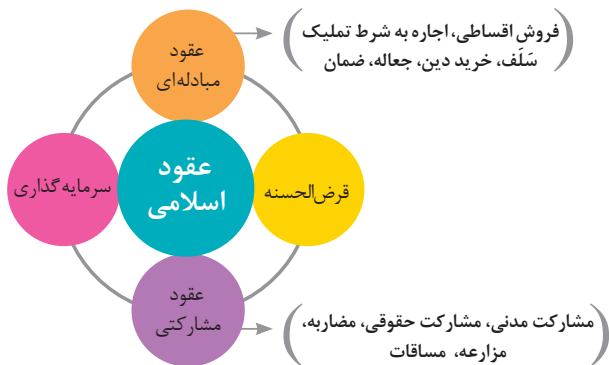 عقود
مبادله‌ای
فروش اقساطی، اجاره به شرط تملیک
سَلَف، خرید دین، جعاله، ضمان
عقود
اسلامی
قرض‌الحسنه
سرمایه‌گذاری
عقود
مشارکتی
مشارکت مدنی، مشارکت حقوقی، مضاربه،
مزارعه، مساقات